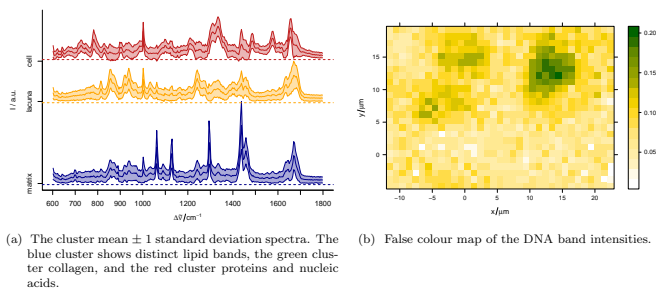 cell
lacuna
matrix
I / a.u.
600 700 800 900 1000 1200 1400 1600 1800
Δṽ/cm⁻¹
y/µm
15
10
5
0
-10 -5 0 5 10 15 20
x/µm
0.20
0.15
0.10
0.05
(a) The cluster mean ± 1 standard deviation spectra. The
blue cluster shows distinct lipid bands, the green clus-
ter collagen, and the red cluster proteins and nucleic
acids.
(b) False colour map of the DNA band intensities.